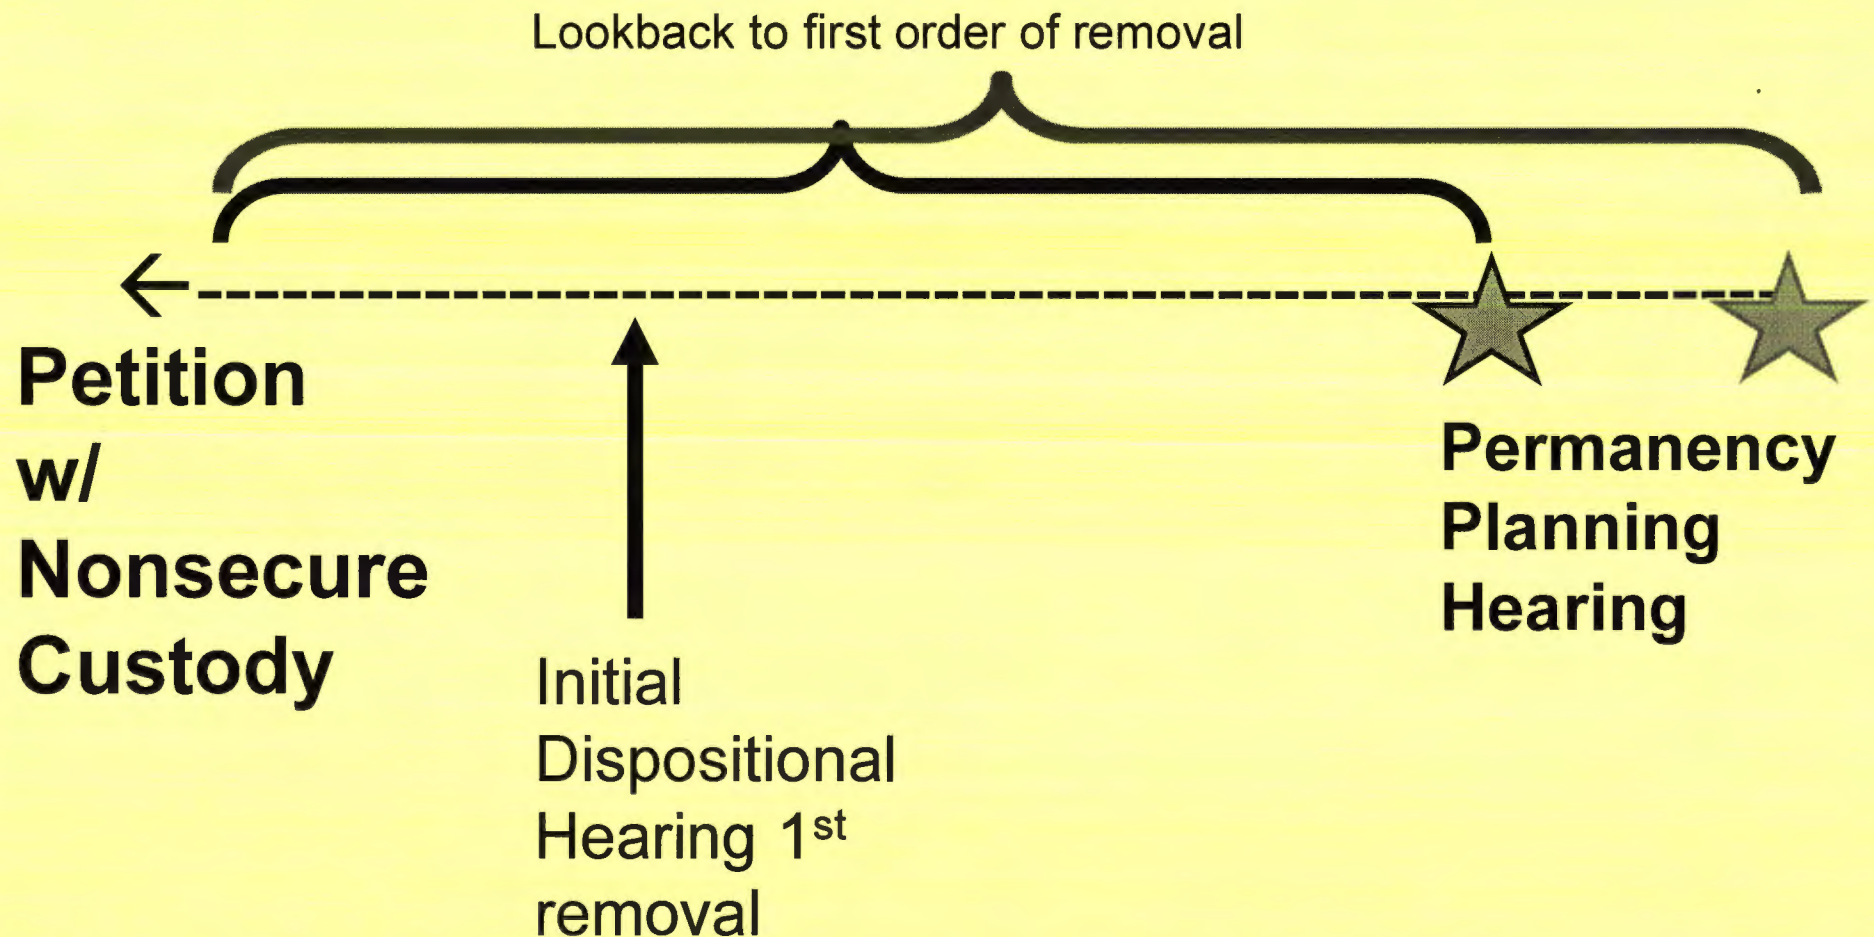 Lookback to first order of removal
Petition
w/
Nonsecure
Custody
Permanency
Planning
Hearing
Initial
Dispositional
Hearing 1st
removal